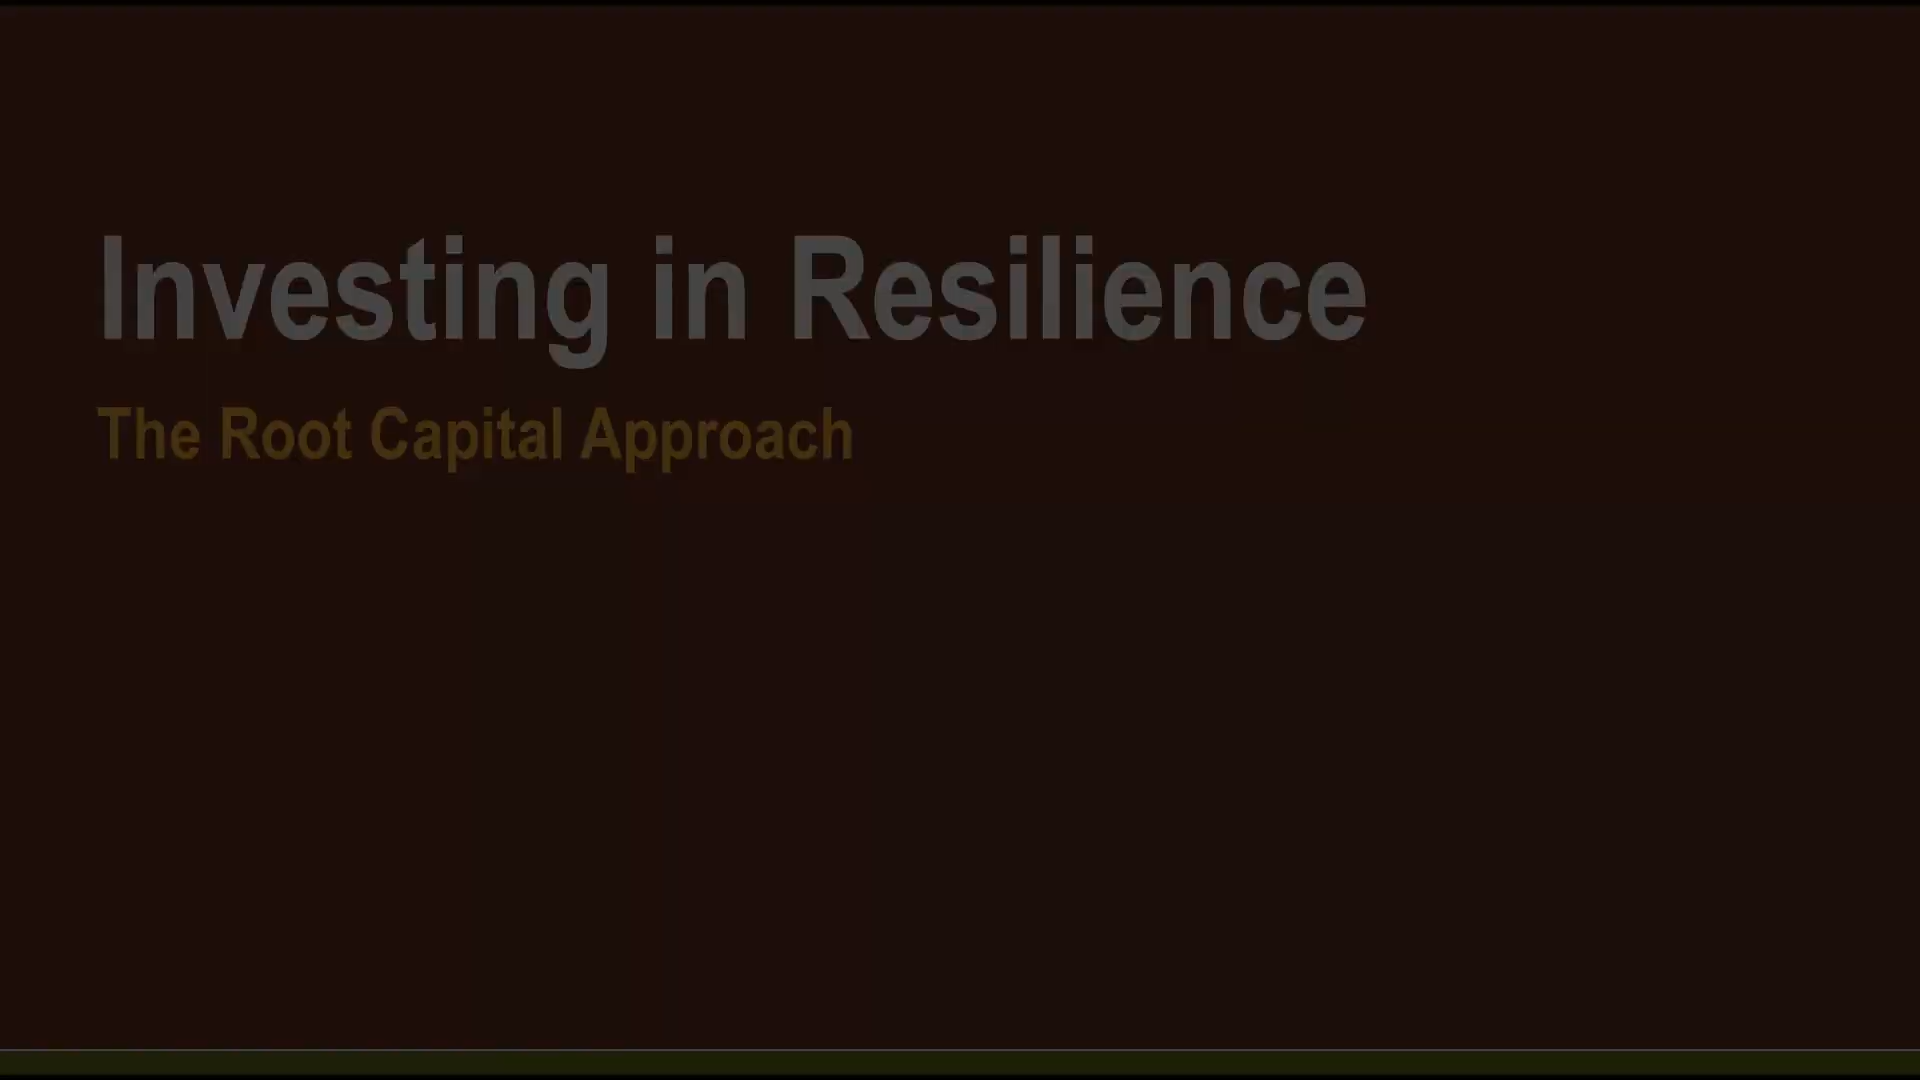 Investing in Resilience
The Root Capital Approach